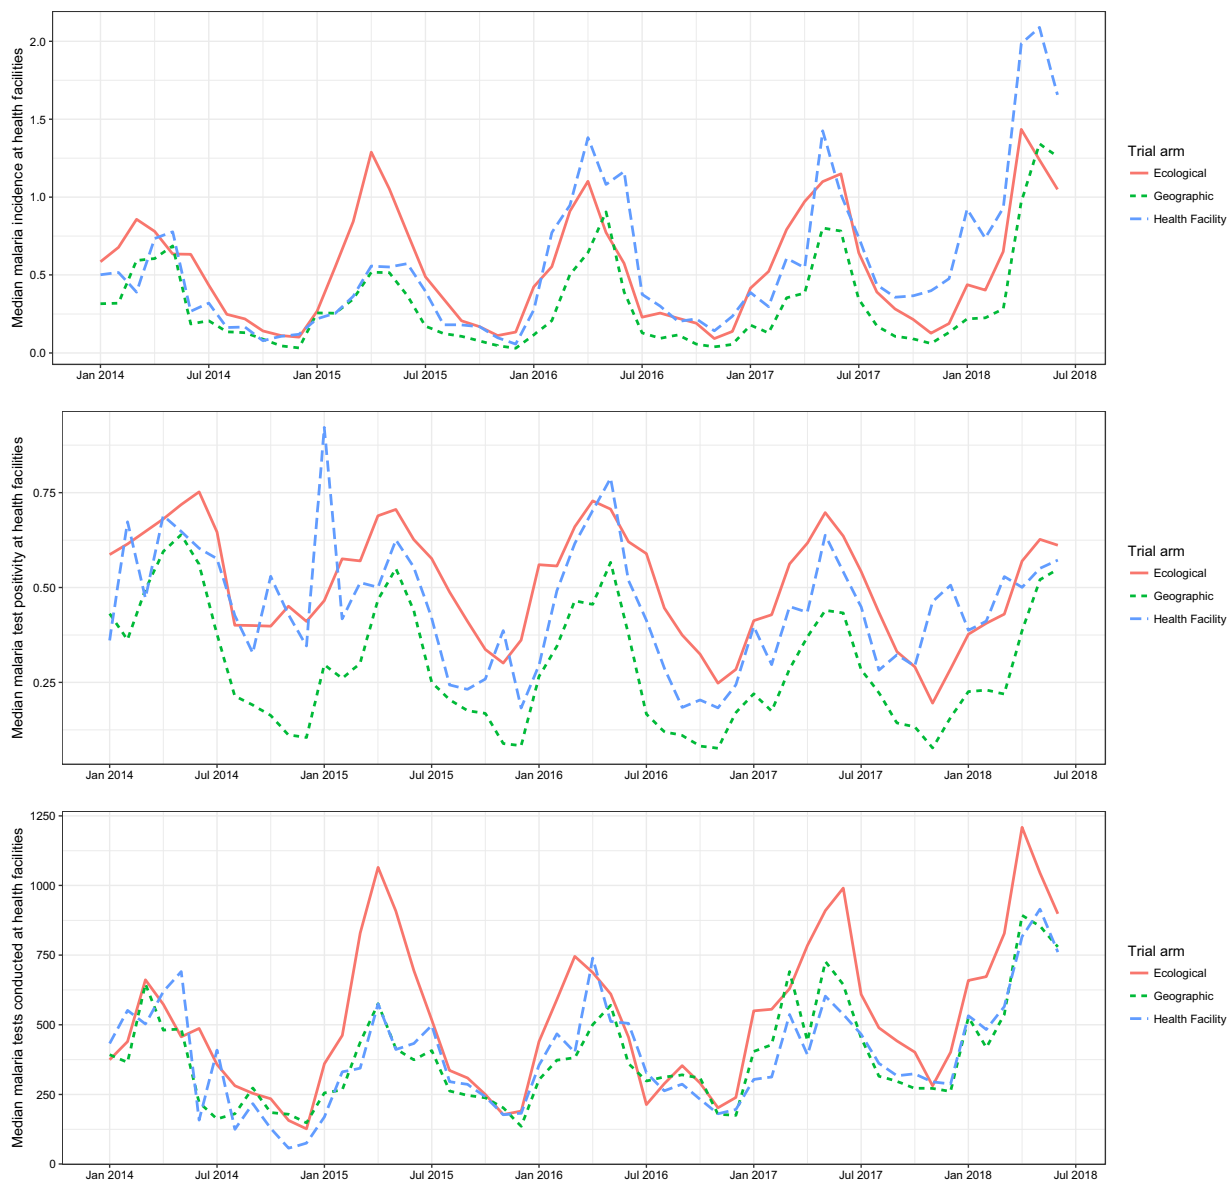 Median malaria incidence at health facilities
2.0
1.5
1.0
0.5
0.0
Jan 2014 Jul 2014 Jan 2015 Jul 2015 Jan 2016 Jul 2016 Jan 2017 Jul 2017 Jan 2018 Jul 2018
Trial arm
Ecological
Geographic
Health Facility
Median malaria test positivity at health facilities
0.75
0.50
0.25
Jan 2014 Jul 2014 Jan 2015 Jul 2015 Jan 2016 Jul 2016 Jan 2017 Jul 2017 Jan 2018 Jul 2018
Trial arm
Ecological
Geographic
Health Facility
Median malaria tests conducted at health facilities
1250
1000
750
500
250
0
Jan 2014 Jul 2014 Jan 2015 Jul 2015 Jan 2016 Jul 2016 Jan 2017 Jul 2017 Jan 2018 Jul 2018
Trial arm
Ecological
Geographic
Health Facility